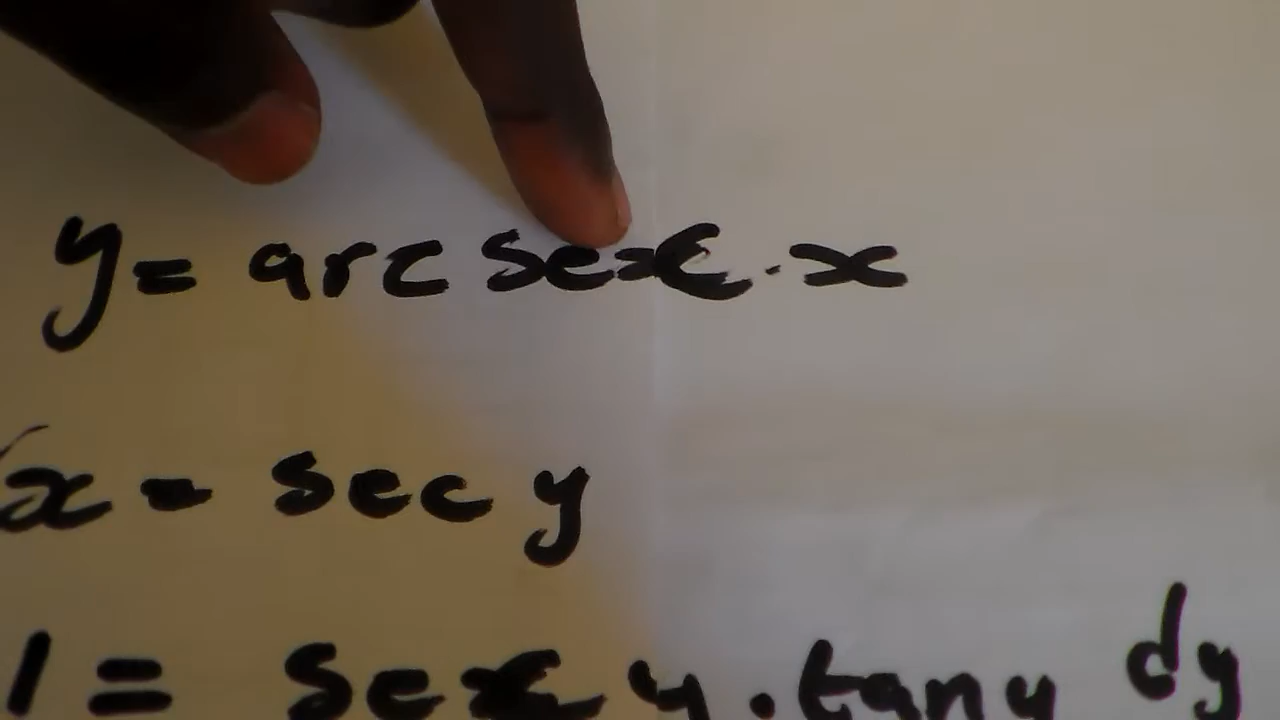 y = arc sec . x
x = sec y
1 = sec y . tan y dy